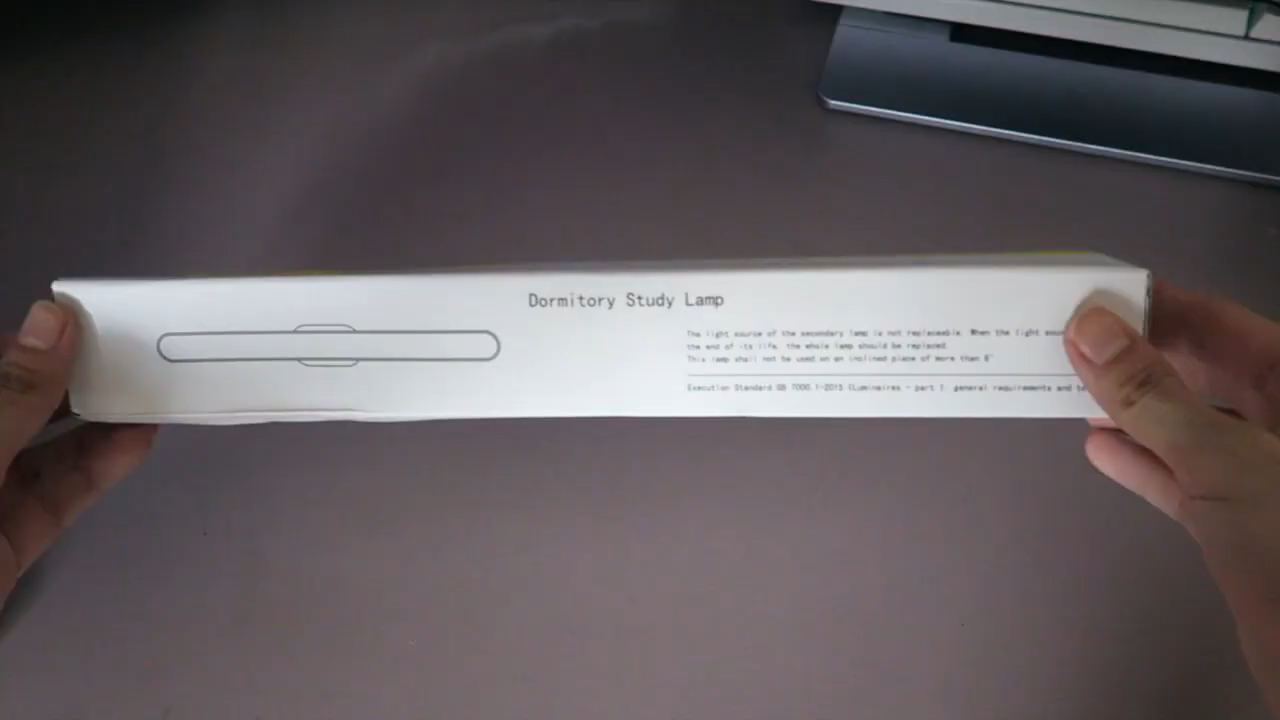 Dormitory Study Lamp
The light source of the secondary lamp is not replaceable. When the light
the end of its life, the whole lamp should be replaced.
This lamp shall not be used on an inclined plane of more than 6°
Execution Standard GB 7000.1-2015 (Luminaires - part 1: general requirements and